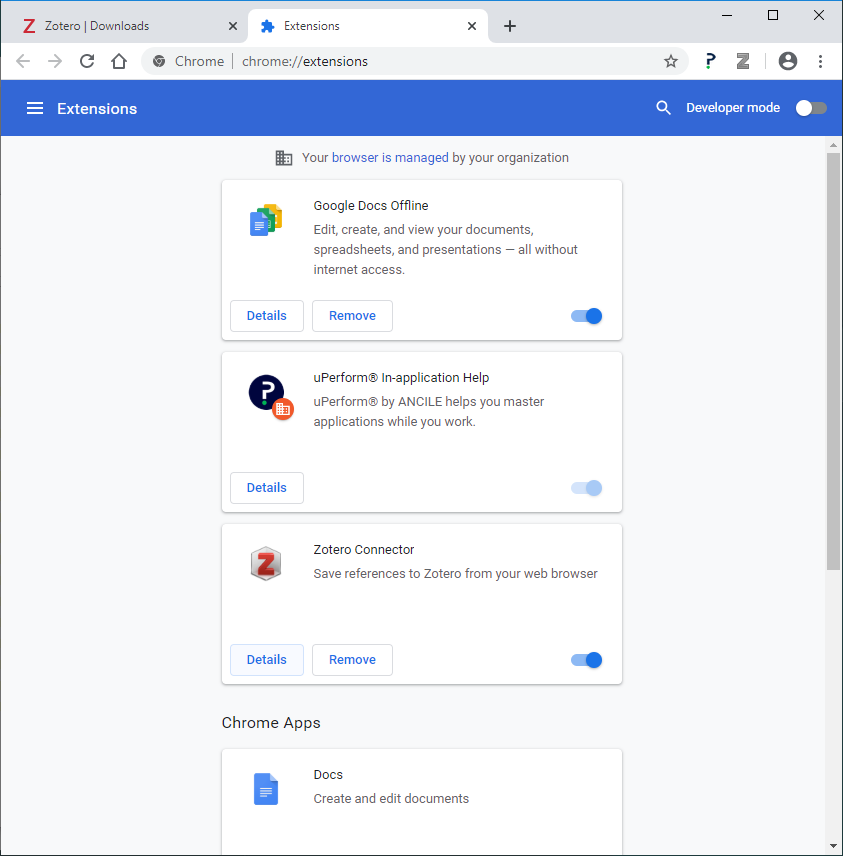 Zotero | Downloads
Extensions
Chrome | chrome://extensions
Extensions
Developer mode
Your browser is managed by your organization
Google Docs Offline
Edit, create, and view your documents,
spreadsheets, and presentations — all without
internet access.
Details
Remove
uPerform® In-application Help
uPerform® by ANCILE helps you master
applications while you work.
Details
Zotero Connector
Save references to Zotero from your web browser
Details
Remove
Chrome Apps
Docs
Create and edit documents